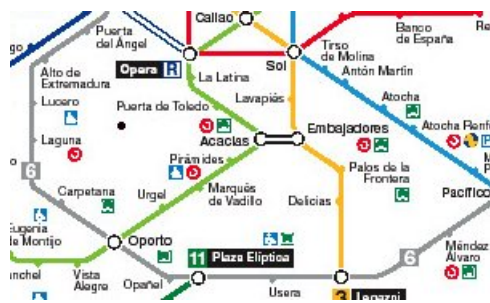 Callao
Puerta
del Ángel
Banco
de España
Tirso
de Molina
Sol
Opera R
La Latina
Antón Martín
Alto de
Extremadura
Lucero
Puerta de Toledo
Lavapiés
Atocha
Laguna
Acacias
Embajadores
Atocha Renfe
Pirámides
6
Palos de la
Frontera
Carpetana
Urgel
Marqués
de Vadillo
Delicias
Pacífico
Eugenia
de Montijo
Oporto
11 Plaza Elíptica
6
Méndez
Álvaro
Vista
Alegre
Opañel
Usera
3 Legazpi